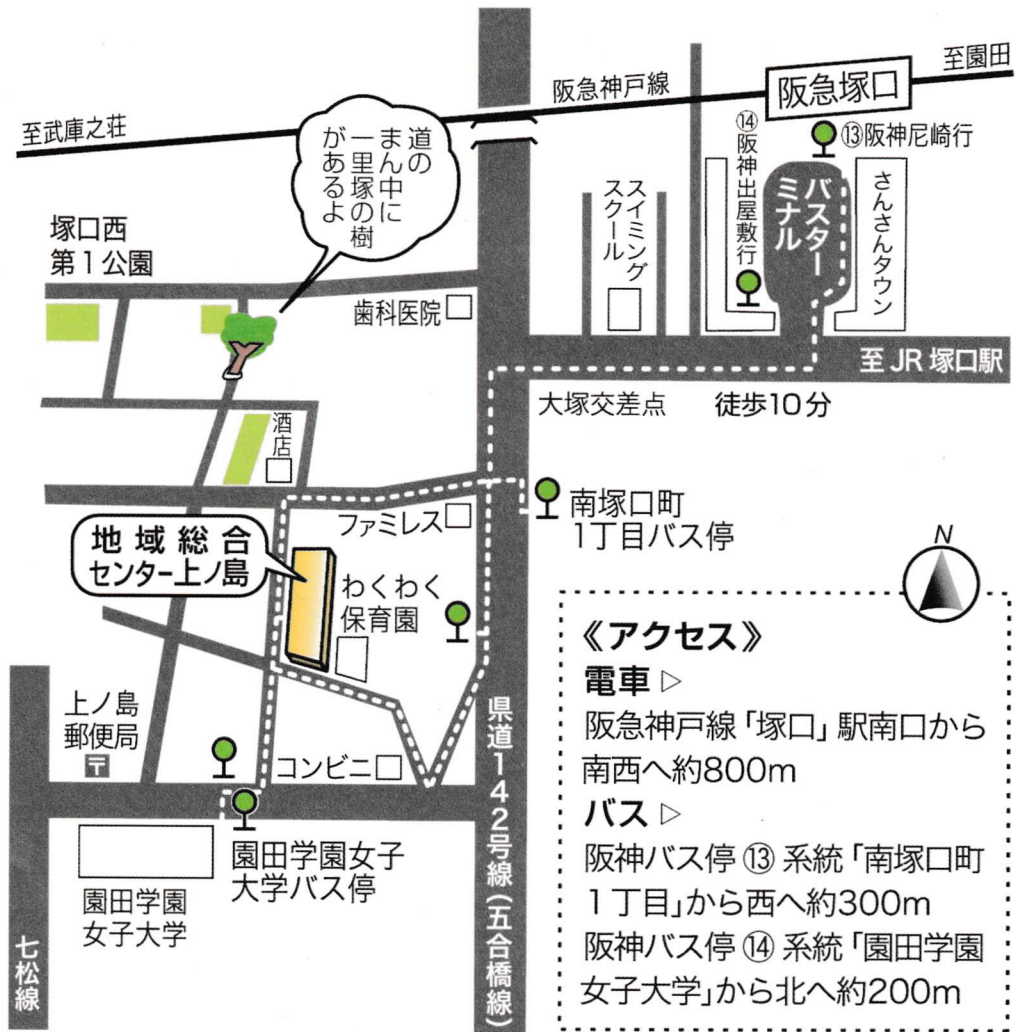 至園田
阪急神戸線
阪急塚口
至武庫之荘
道の
まん中に
一里塚の樹
があるよ
⑭阪神出屋敷行
⑬阪神尼崎行
バスター
ミナル
さんさんタウン
スイミング
スクール
塚口西
第1公園
歯科医院
至JR塚口駅
大塚交差点
徒歩10分
酒店
南塚口町
1丁目バス停
ファミレス
地域総合
センター上ノ島
わくわく
保育園
N
上ノ島
郵便局
〒
コンビニ
県道142号線(五合橋線)
園田学園女子
大学バス停
園田学園
女子大学
七松線
《アクセス》
電車 ▷
阪急神戸線「塚口」駅南口から
南西へ約800m
バス ▷
阪神バス停 ⑬ 系統「南塚口町
1丁目」から西へ約300m
阪神バス停 ⑭ 系統「園田学園
女子大学」から北へ約200m